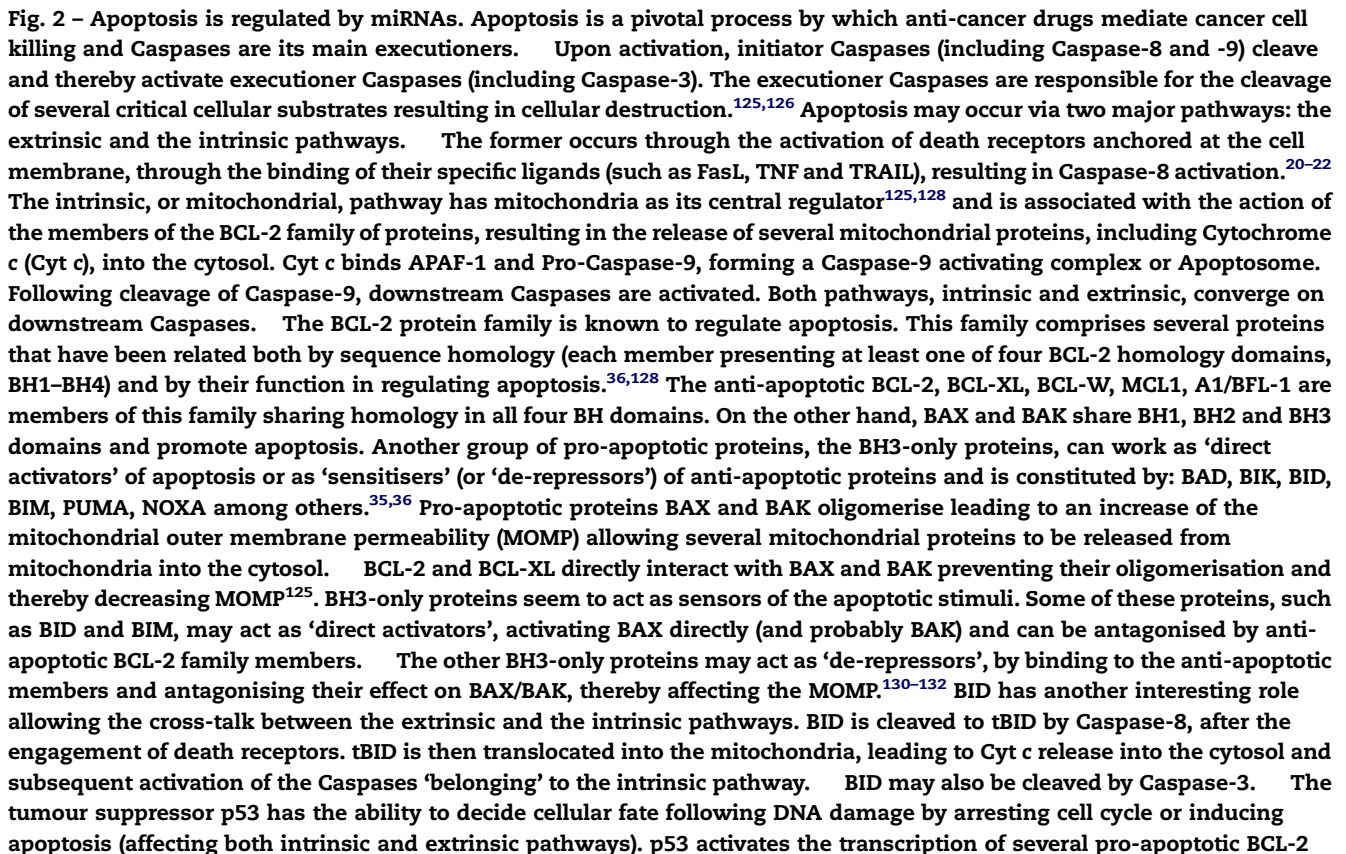 Fig. 2 – Apoptosis is regulated by miRNAs. Apoptosis is a pivotal process by which anti-cancer drugs mediate cancer cell
killing and Caspases are its main executioners. Upon activation, initiator Caspases (including Caspase-8 and -9) cleave
and thereby activate executioner Caspases (including Caspase-3). The executioner Caspases are responsible for the cleavage
of several critical cellular substrates resulting in cellular destruction.125,126 Apoptosis may occur via two major pathways: the
extrinsic and the intrinsic pathways. The former occurs through the activation of death receptors anchored at the cell
membrane, through the binding of their specific ligands (such as FasL, TNF and TRAIL), resulting in Caspase-8 activation.20–22
The intrinsic, or mitochondrial, pathway has mitochondria as its central regulator125,128 and is associated with the action of
the members of the BCL-2 family of proteins, resulting in the release of several mitochondrial proteins, including Cytochrome
c (Cyt c), into the cytosol. Cyt c binds APAF-1 and Pro-Caspase-9, forming a Caspase-9 activating complex or Apoptosome.
Following cleavage of Caspase-9, downstream Caspases are activated. Both pathways, intrinsic and extrinsic, converge on
downstream Caspases. The BCL-2 protein family is known to regulate apoptosis. This family comprises several proteins
that have been related both by sequence homology (each member presenting at least one of four BCL-2 homology domains,
BH1–BH4) and by their function in regulating apoptosis.36,128 The anti-apoptotic BCL-2, BCL-XL, BCL-W, MCL1, A1/BFL-1 are
members of this family sharing homology in all four BH domains. On the other hand, BAX and BAK share BH1, BH2 and BH3
domains and promote apoptosis. Another group of pro-apoptotic proteins, the BH3-only proteins, can work as ‘direct
activators’ of apoptosis or as ‘sensitisers’ (or ‘de-repressors’) of anti-apoptotic proteins and is constituted by: BAD, BIK, BID,
BIM, PUMA, NOXA among others.35,36 Pro-apoptotic proteins BAX and BAK oligomerise leading to an increase of the
mitochondrial outer membrane permeability (MOMP) allowing several mitochondrial proteins to be released from
mitochondria into the cytosol. BCL-2 and BCL-XL directly interact with BAX and BAK preventing their oligomerisation and
thereby decreasing MOMP125. BH3-only proteins seem to act as sensors of the apoptotic stimuli. Some of these proteins, such
as BID and BIM, may act as ‘direct activators’, activating BAX directly (and probably BAK) and can be antagonised by anti-
apoptotic BCL-2 family members. The other BH3-only proteins may act as ‘de-repressors’, by binding to the anti-apoptotic
members and antagonising their effect on BAX/BAK, thereby affecting the MOMP.130–132 BID has another interesting role
allowing the cross-talk between the extrinsic and the intrinsic pathways. BID is cleaved to tBID by Caspase-8, after the
engagement of death receptors. tBID is then translocated into the mitochondria, leading to Cyt c release into the cytosol and
subsequent activation of the Caspases ‘belonging’ to the intrinsic pathway. BID may also be cleaved by Caspase-3. The
tumour suppressor p53 has the ability to decide cellular fate following DNA damage by arresting cell cycle or inducing
apoptosis (affecting both intrinsic and extrinsic pathways). p53 activates the transcription of several pro-apoptotic BCL-2